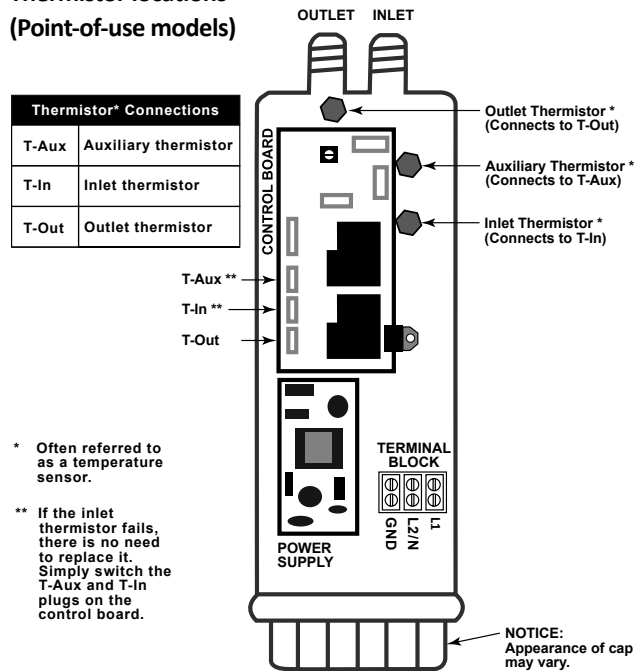 Thermistor locations
(Point-of-use models)
OUTLET INLET
Thermistor* Connections
T-Aux Auxiliary thermistor
T-In Inlet thermistor
T-Out Outlet thermistor
Outlet Thermistor *
(Connects to T-Out)
Auxiliary Thermistor *
(Connects to T-Aux)
Inlet Thermistor *
(Connects to T-In)
CONTROL BOARD
T-Aux **
T-In **
T-Out
* Often referred to
as a temperature
sensor.
** If the inlet
thermistor fails,
there is no need
to replace it.
Simply switch the
T-Aux and T-In
plugs on the
control board.
TERMINAL
BLOCK
GND
L2/N
L1
POWER
SUPPLY
NOTICE:
Appearance of cap
may vary.